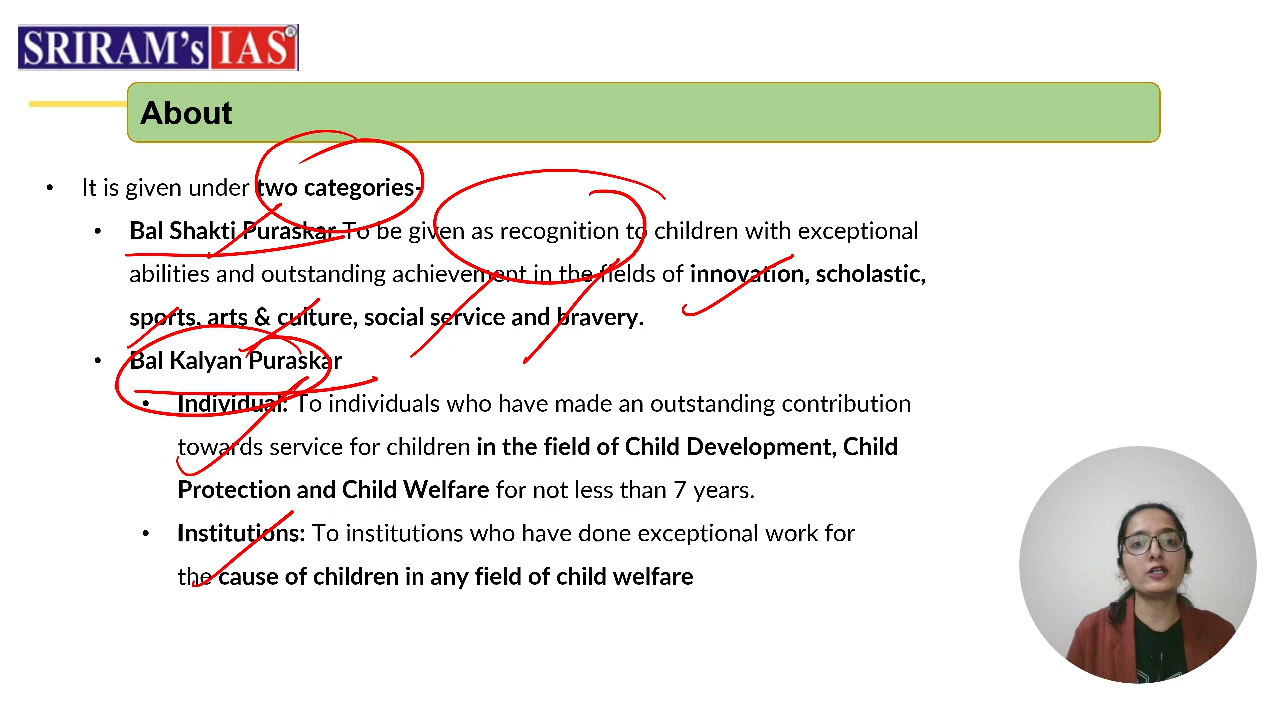 SRIRAM's IAS®
About
• It is given under two categories-
• Bal Shakti Puraskar To be given as recognition to children with exceptional
abilities and outstanding achievement in the fields of innovation, scholastic,
sports, arts & culture, social service and bravery.
• Bal Kalyan Puraskar
• Individual: To individuals who have made an outstanding contribution
towards service for children in the field of Child Development, Child
Protection and Child Welfare for not less than 7 years.
• Institutions: To institutions who have done exceptional work for
the cause of children in any field of child welfare